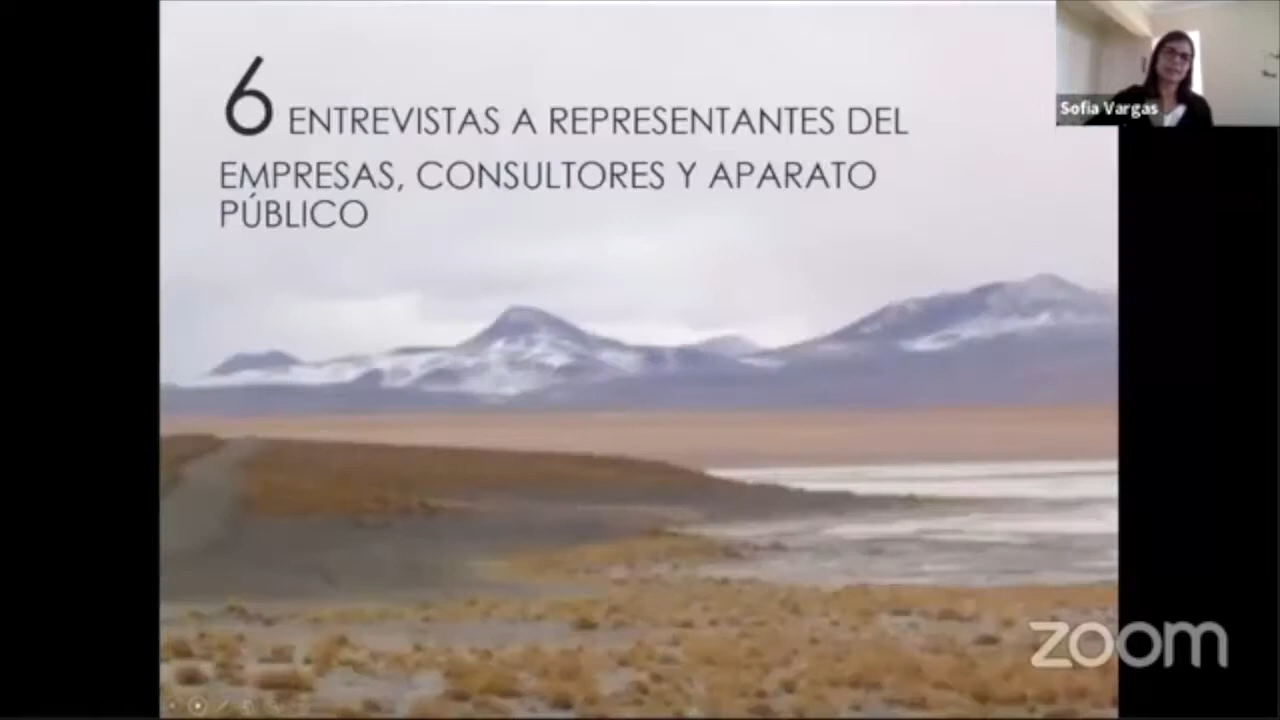 6 ENTREVISTAS A REPRESENTANTES DEL
EMPRESAS, CONSULTORES Y APARATO
PÚBLICO
Sofia Vargas
zoom